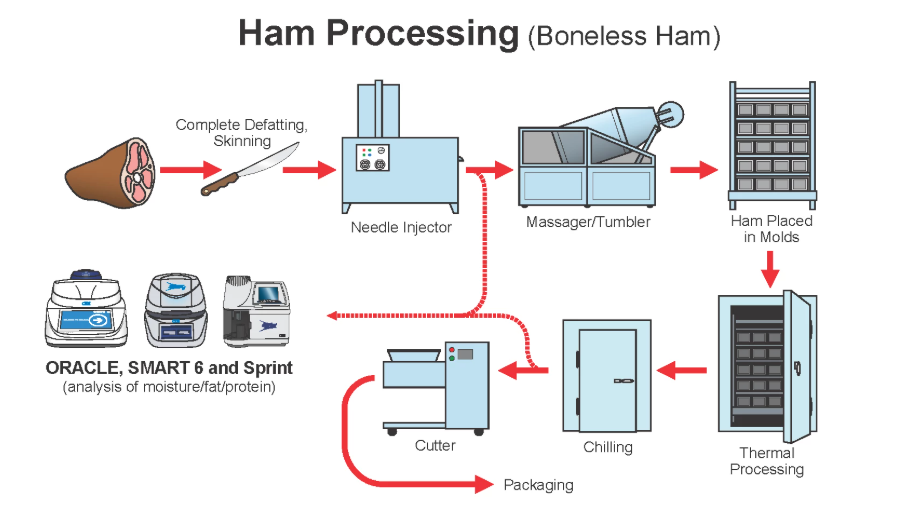 Ham Processing (Boneless Ham)
Complete Defatting,
Skinning
Needle Injector
Massager/Tumbler
Ham Placed
in Molds
ORACLE, SMART 6 and Sprint
(analysis of moisture/fat/protein)
Cutter
Chilling
Thermal
Processing
Packaging